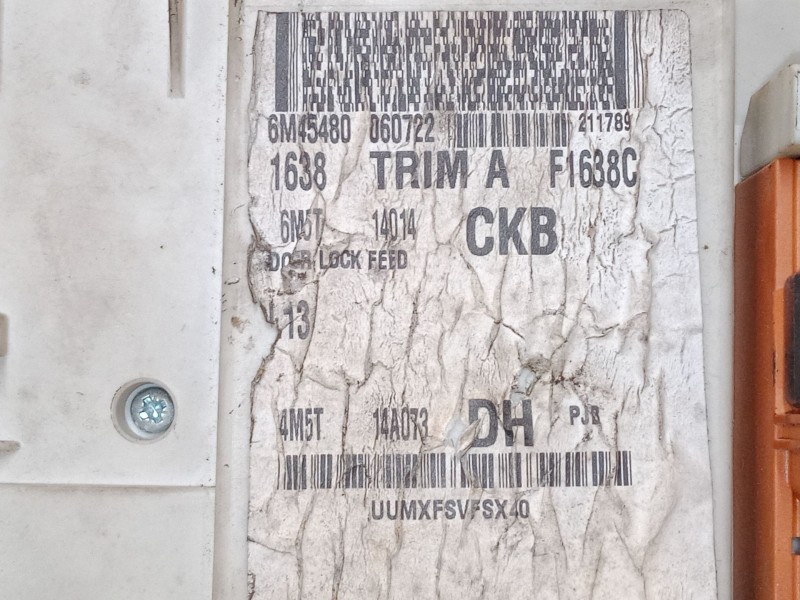 6M45480 060722 211789
1638 TRIM A F1638C
6M5T 14014 CKB
DOOR LOCK FEED
13
4M5T 14A073 DH PJB
UUMXFSVFSX40